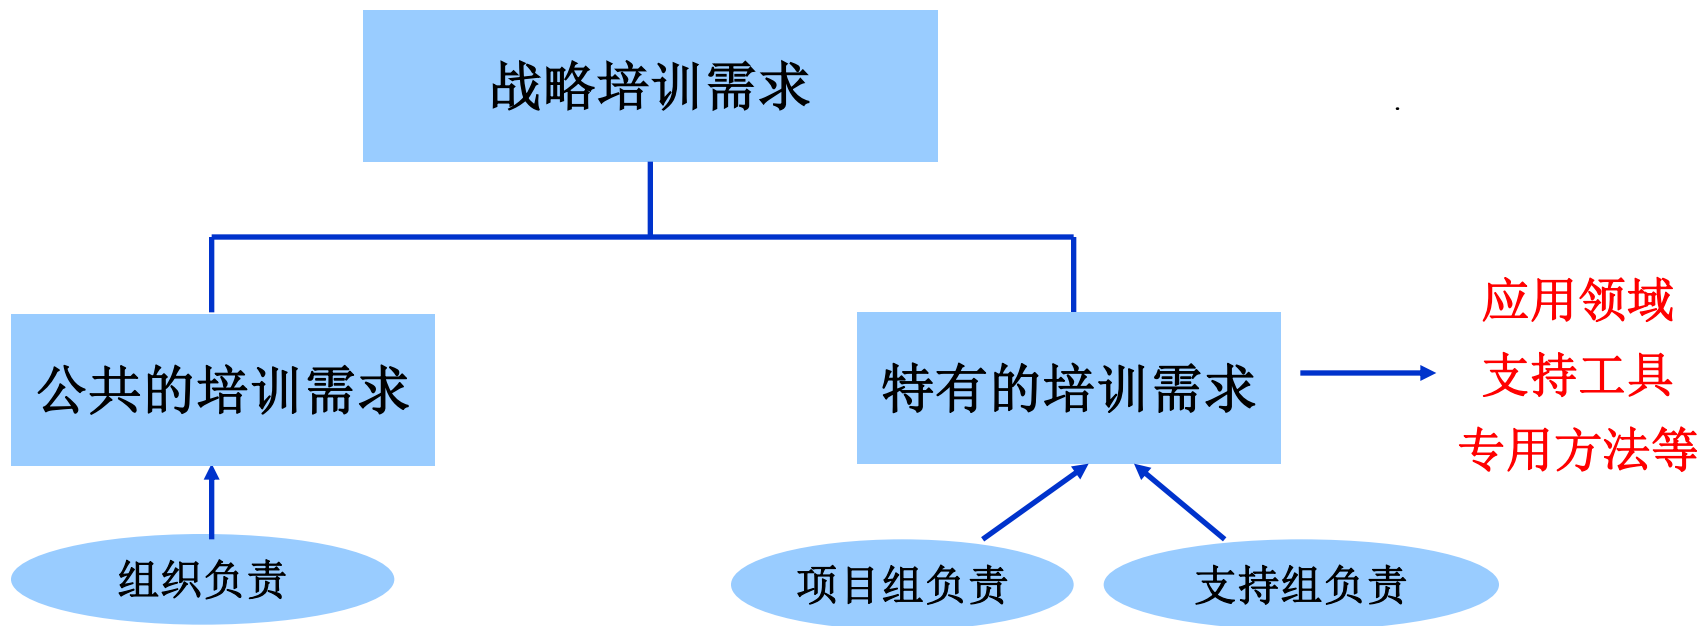 战略培训需求
公共的培训需求
特有的培训需求
应用领域
支持工具
专用方法等
组织负责
项目组负责
支持组负责